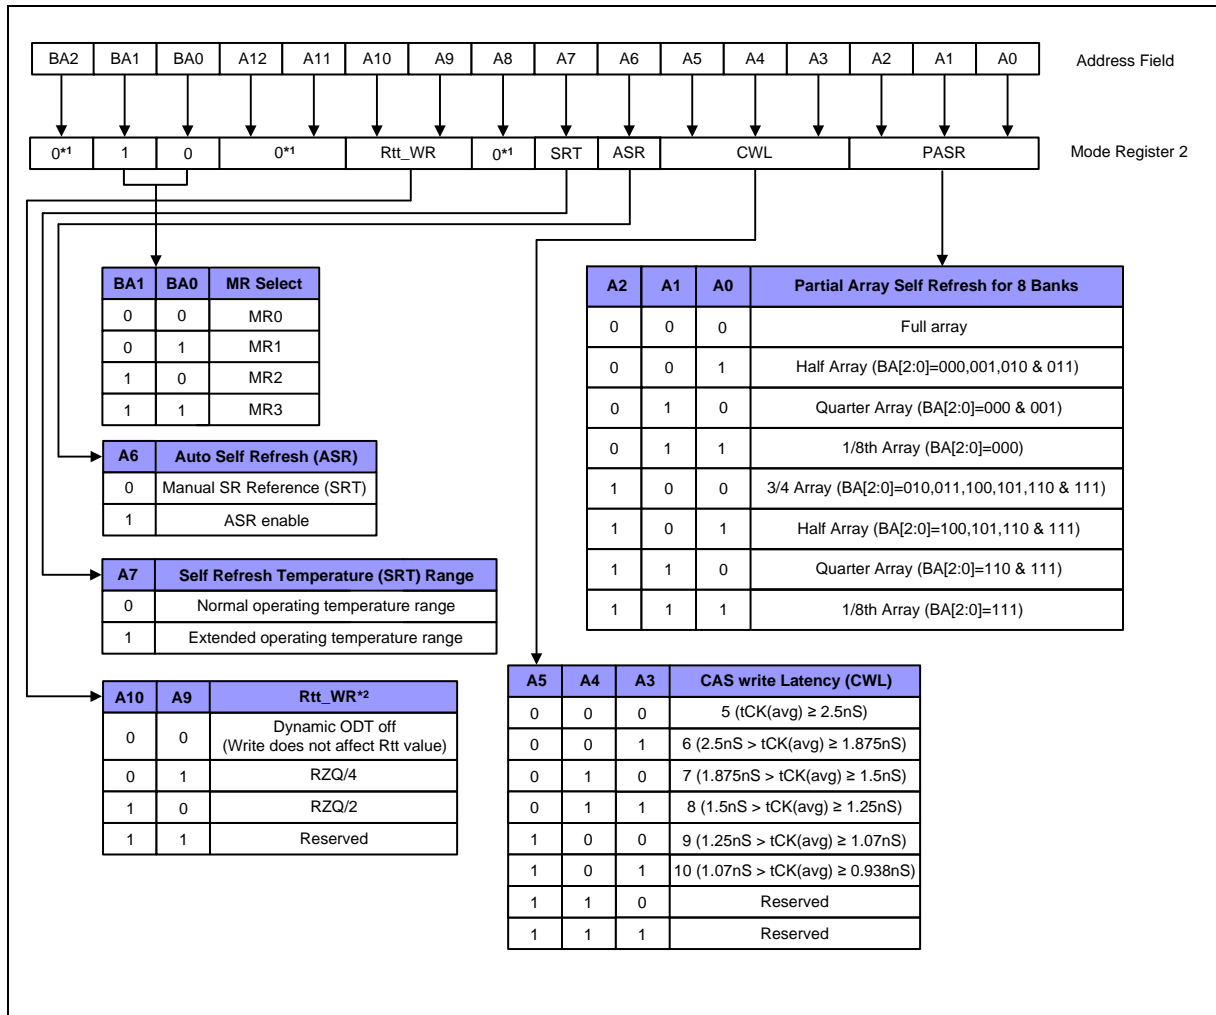 BA2 BA1 BA0 A12 A11 A10 A9 A8 A7 A6 A5 A4 A3 A2 A1 A0 Address Field
0*1 1 0 0*1 Rtt_WR 0*1 SRT ASR CWL PASR Mode Register 2
BA1 BA0 MR Select
0 0 MR0
0 1 MR1
1 0 MR2
1 1 MR3
A6 Auto Self Refresh (ASR)
0 Manual SR Reference (SRT)
1 ASR enable
A7 Self Refresh Temperature (SRT) Range
0 Normal operating temperature range
1 Extended operating temperature range
A10 A9 Rtt_WR*2
0 0 Dynamic ODT off
(Write does not affect Rtt value)
0 1 RZQ/4
1 0 RZQ/2
1 1 Reserved
A2 A1 A0 Partial Array Self Refresh for 8 Banks
0 0 0 Full array
0 0 1 Half Array (BA[2:0]=000,001,010 & 011)
0 1 0 Quarter Array (BA[2:0]=000 & 001)
0 1 1 1/8th Array (BA[2:0]=000)
1 0 0 3/4 Array (BA[2:0]=010,011,100,101,110 & 111)
1 0 1 Half Array (BA[2:0]=100,101,110 & 111)
1 1 0 Quarter Array (BA[2:0]=110 & 111)
1 1 1 1/8th Array (BA[2:0]=111)
A5 A4 A3 CAS write Latency (CWL)
0 0 0 5 (tCK(avg) ≥ 2.5nS)
0 0 1 6 (2.5nS > tCK(avg) ≥ 1.875nS)
0 1 0 7 (1.875nS > tCK(avg) ≥ 1.5nS)
0 1 1 8 (1.5nS > tCK(avg) ≥ 1.25nS)
1 0 0 9 (1.25nS > tCK(avg) ≥ 1.07nS)
1 0 1 10 (1.07nS > tCK(avg) ≥ 0.938nS)
1 1 0 Reserved
1 1 1 Reserved